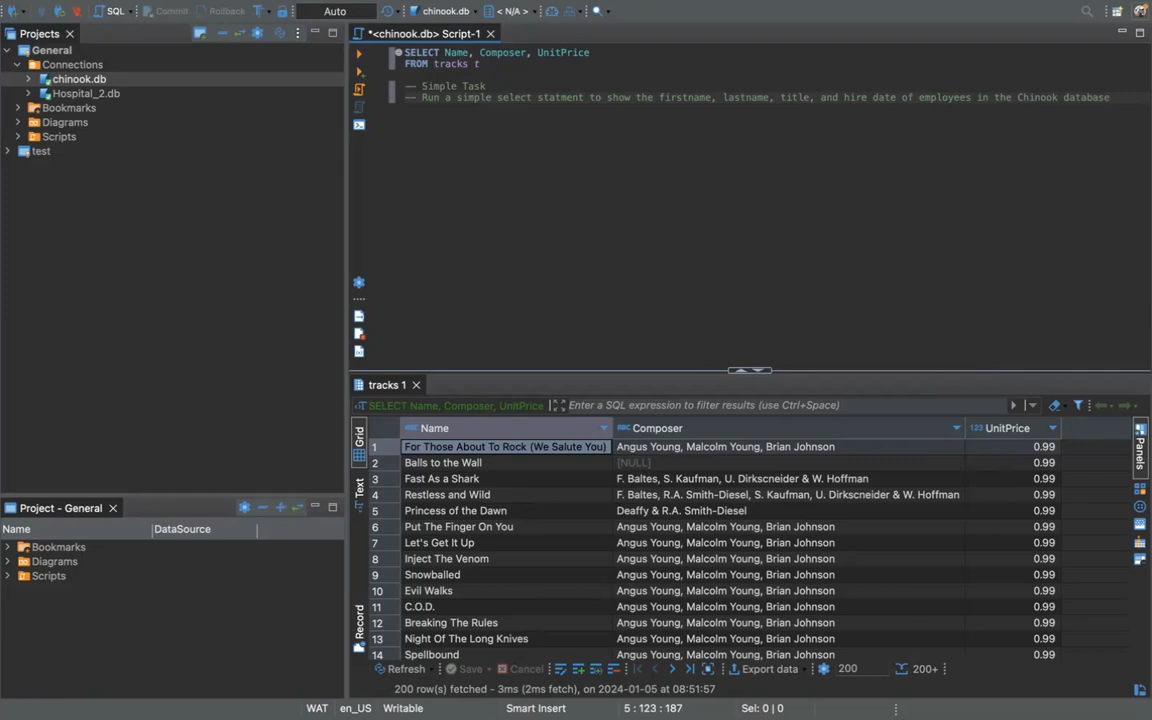 SQL
Commit
Rollback
Auto
chinook.db
< N/A >
Projects
General
Connections
chinook.db
Hospital_2.db
Bookmarks
Diagrams
Scripts
test
*<chinook.db> Script-1
SELECT Name, Composer, UnitPrice
FROM tracks t
-- Simple Task
-- Run a simple select statment to show the firstname, lastname, title, and hire date of employees in the Chinook database
Project - General
Name DataSource
Bookmarks
Diagrams
Scripts
tracks 1
SELECT Name, Composer, UnitPrice
Enter a SQL expression to filter results (use Ctrl+Space)
Grid
Text
Record
Panels
ABC Name ABC Composer 123 UnitPrice
1 For Those About To Rock (We Salute You) Angus Young, Malcolm Young, Brian Johnson 0.99
2 Balls to the Wall [NULL] 0.99
3 Fast As a Shark F. Baltes, S. Kaufman, U. Dirkscneider & W. Hoffman 0.99
4 Restless and Wild F. Baltes, R.A. Smith-Diesel, S. Kaufman, U. Dirkscneider & W. Hoffman 0.99
5 Princess of the Dawn Deaffy & R.A. Smith-Diesel 0.99
6 Put The Finger On You Angus Young, Malcolm Young, Brian Johnson 0.99
7 Let's Get It Up Angus Young, Malcolm Young, Brian Johnson 0.99
8 Inject The Venom Angus Young, Malcolm Young, Brian Johnson 0.99
9 Snowballed Angus Young, Malcolm Young, Brian Johnson 0.99
10 Evil Walks Angus Young, Malcolm Young, Brian Johnson 0.99
11 C.O.D. Angus Young, Malcolm Young, Brian Johnson 0.99
12 Breaking The Rules Angus Young, Malcolm Young, Brian Johnson 0.99
13 Night Of The Long Knives Angus Young, Malcolm Young, Brian Johnson 0.99
14 Spellbound Angus Young, Malcolm Young, Brian Johnson 0.99
Refresh Save Cancel Export data 200 200+
200 row(s) fetched - 3ms (2ms fetch), on 2024-01-05 at 08:51:57
WAT en_US Writable Smart Insert 5 : 123 : 187 Sel: 0 | 0